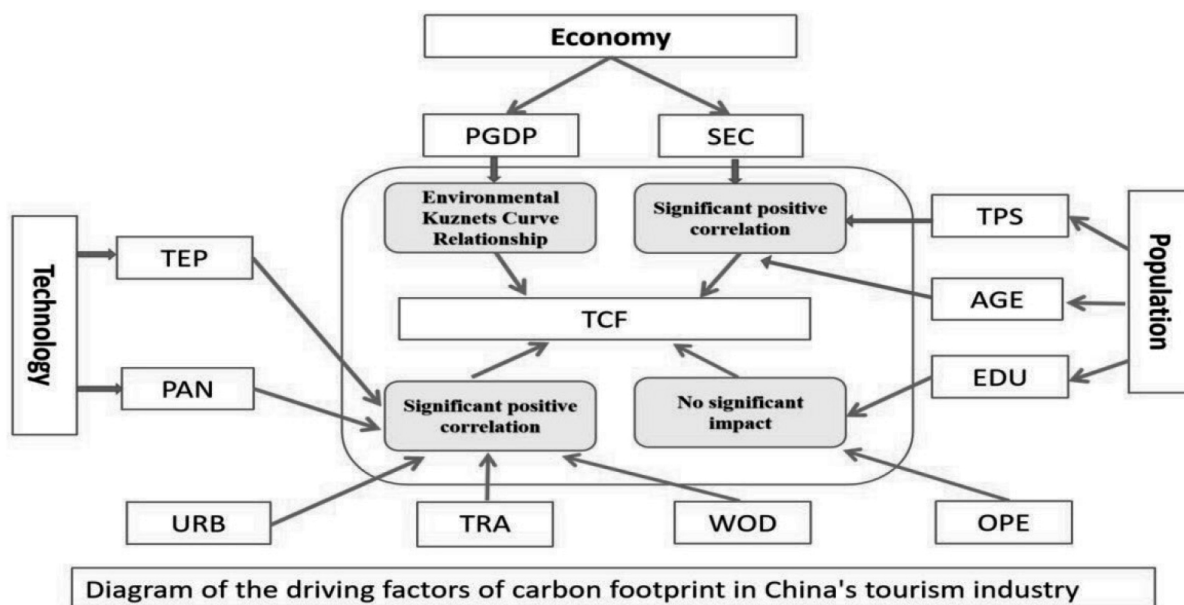 Economy
PGDP
SEC
Environmental
Kuznets Curve
Relationship
Significant positive
correlation
TPS
Population
Technology
TEP
AGE
TCF
PAN
EDU
Significant positive
correlation
No significant
impact
URB
TRA
WOD
OPE
Diagram of the driving factors of carbon footprint in China's tourism industry